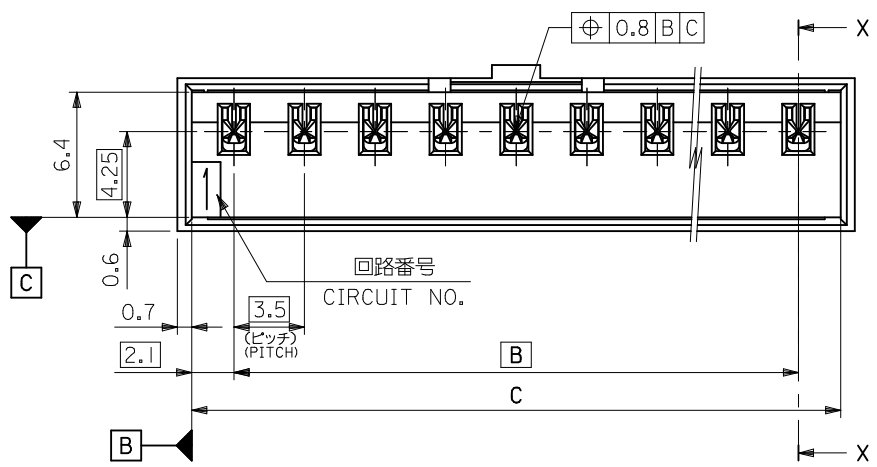 ⌖ 0.8 B C
X
6.4
4.25
1
C
0.6
回路番号
CIRCUIT NO.
0.7
3.5
(ピッチ)
(PITCH)
2.1
B
C
B
X